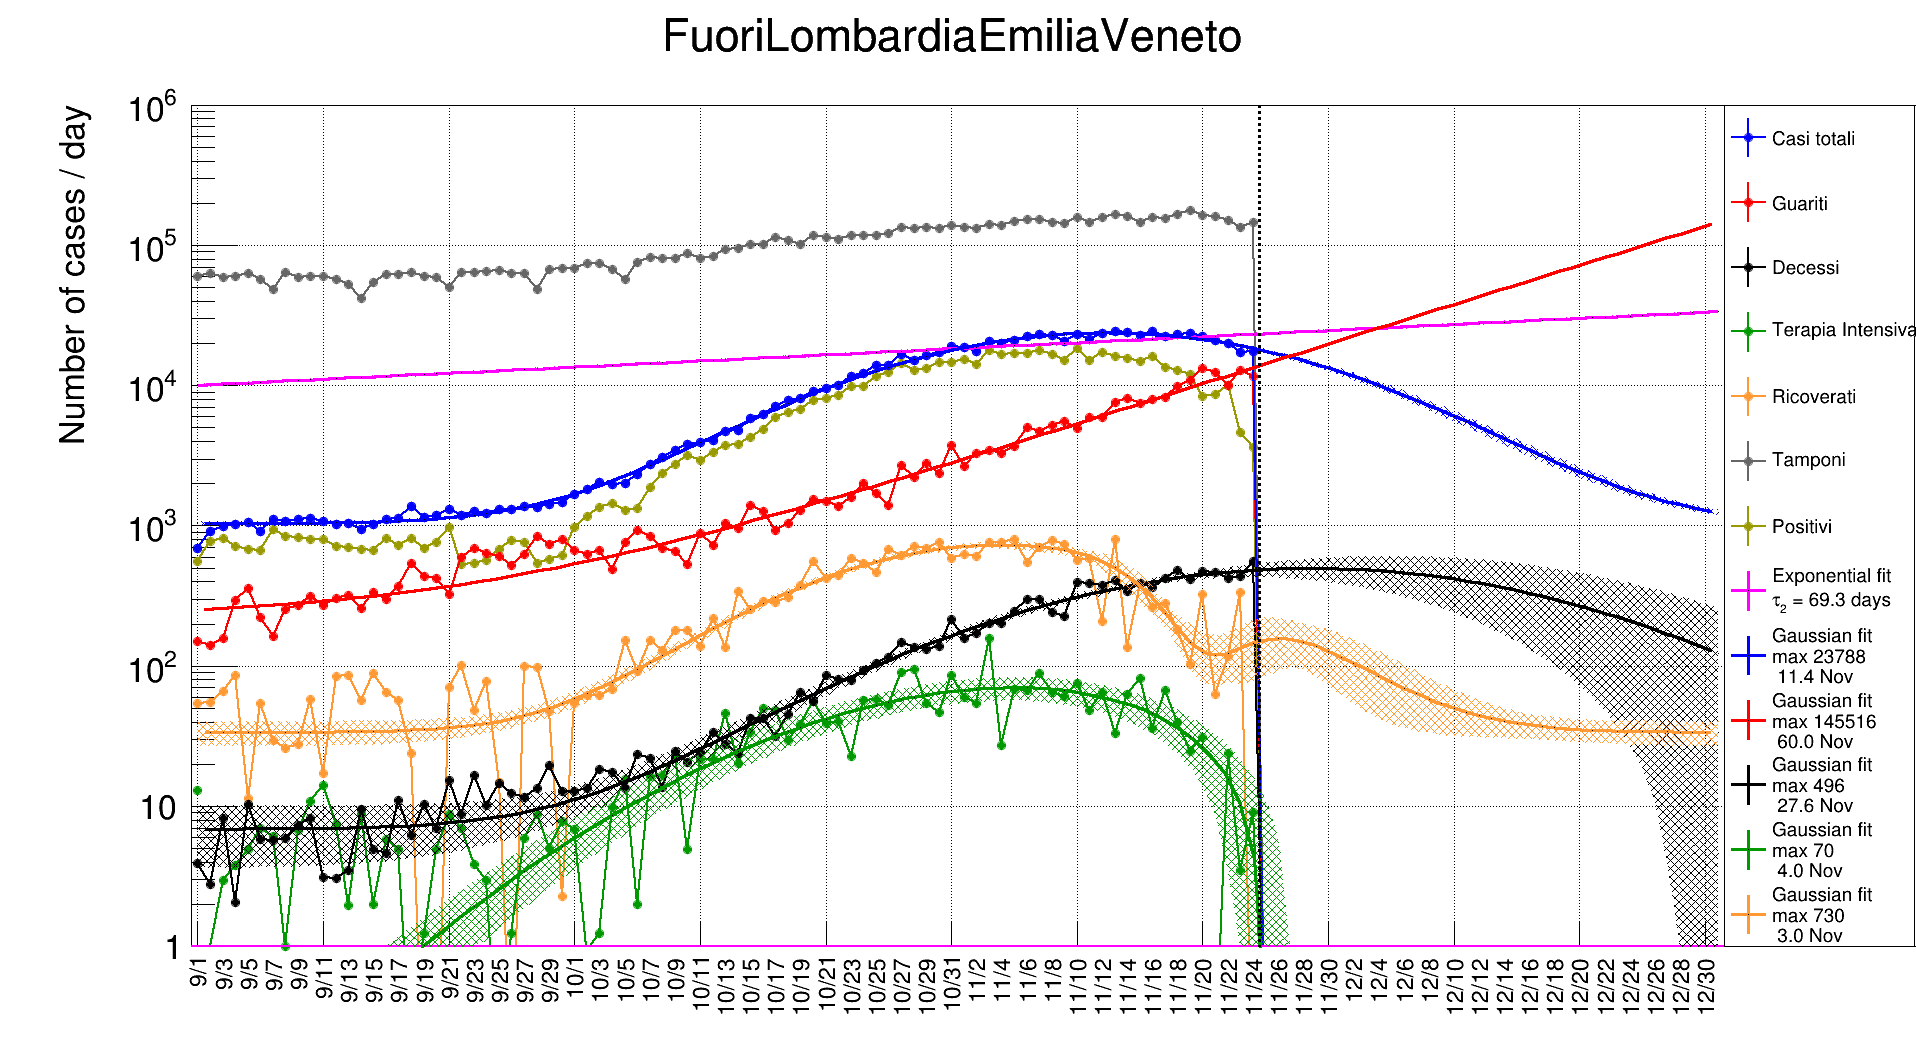 FuoriLombardiaEmiliaVeneto
Number of cases / day
10^6
10^5
10^4
10^3
10^2
10
1
9/1 9/3 9/5 9/7 9/9 9/11 9/13 9/15 9/17 9/19 9/21 9/23 9/25 9/27 9/29 10/1 10/3 10/5 10/7 10/9 10/11 10/13 10/15 10/17 10/19 10/21 10/23 10/25 10/27 10/29 10/31 11/2 11/4 11/6 11/8 11/10 11/12 11/14 11/16 11/18 11/20 11/22 11/24 11/26 11/28 11/30 12/2 12/4 12/6 12/8 12/10 12/12 12/14 12/16 12/18 12/20 12/22 12/24 12/26 12/28 12/30
Casi totali
Guariti
Decessi
Terapia Intensiva
Ricoverati
Tamponi
Positivi
Exponential fit
τ2 = 69.3 days
Gaussian fit
max 23788
11.4 Nov
Gaussian fit
max 145516
60.0 Nov
Gaussian fit
max 496
27.6 Nov
Gaussian fit
max 70
4.0 Nov
Gaussian fit
max 730
3.0 Nov